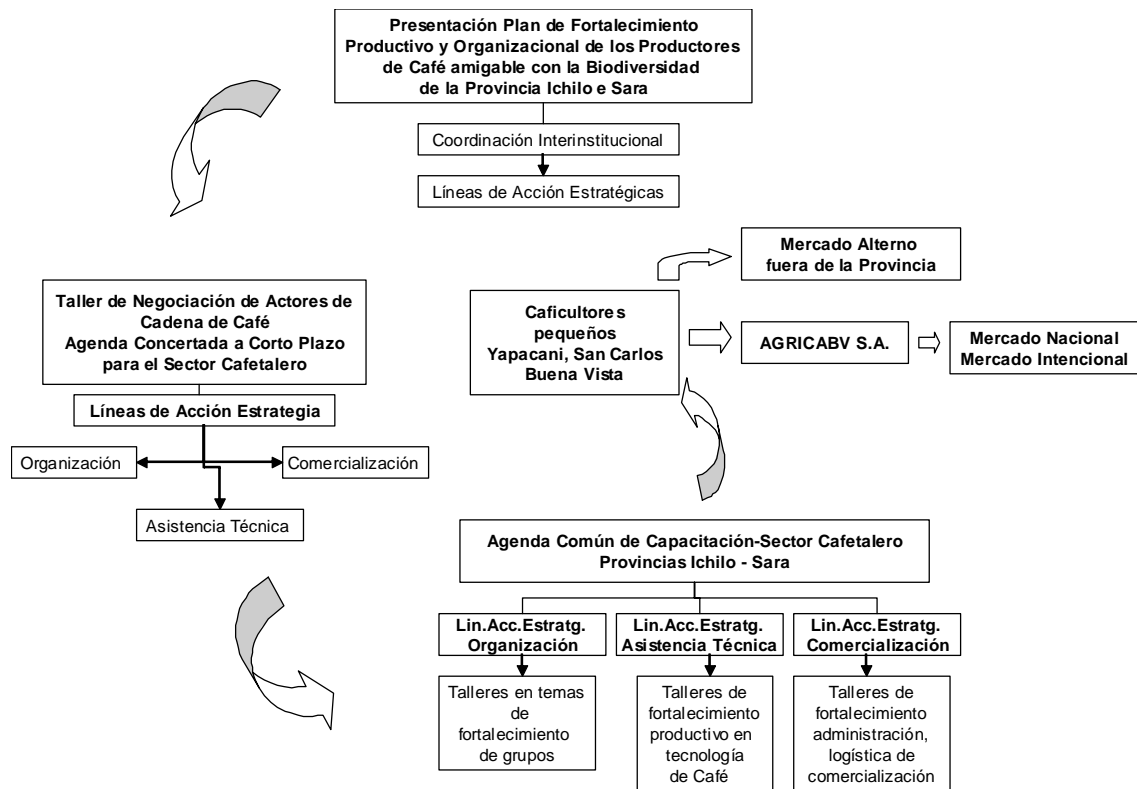 Presentación Plan de Fortalecimiento
Productivo y Organizacional de los Productores
de Café amigable con la Biodiversidad
de la Provincia Ichilo e Sara
Coordinación Interinstitucional
Líneas de Acción Estratégicas
Taller de Negociación de Actores de
Cadena de Café
Agenda Concertada a Corto Plazo
para el Sector Cafetalero
Líneas de Acción Estrategia
Organización
Comercialización
Asistencia Técnica
Caficultores
pequeños
Yapacani, San Carlos
Buena Vista
Mercado Alterno
fuera de la Provincia
AGRICABV S.A.
Mercado Nacional
Mercado Intencional
Agenda Común de Capacitación-Sector Cafetalero
Provincias Ichilo - Sara
Lin.Acc.Estratg.
Organización
Lin.Acc.Estratg.
Asistencia Técnica
Lin.Acc.Estratg.
Comercialización
Talleres en temas
de
fortalecimiento
de grupos
Talleres de
fortalecimiento
productivo en
tecnología
de Café
Talleres de
fortalecimiento
administración,
logística de
comercialización